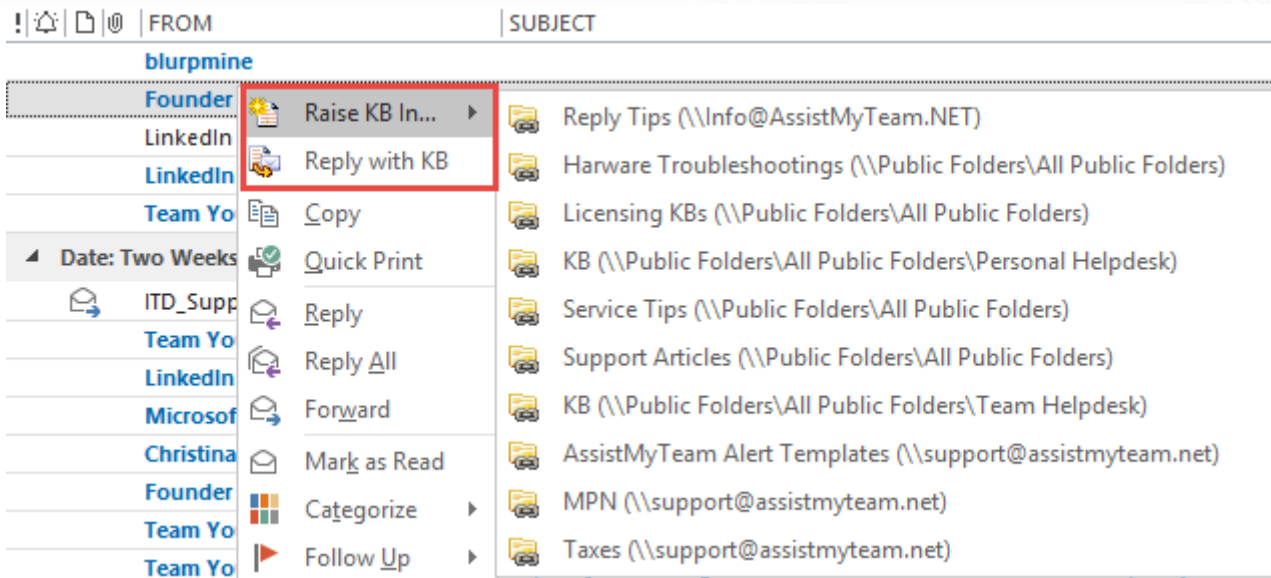 ! FROM SUBJECT
blurpmine
Founder
LinkedIn
LinkedIn
Team Yo
Date: Two Weeks
ITD_Supp
Team Yo
LinkedIn
Microsof
Christina
Founder
Team Yo
Team Yo
Raise KB In...
Reply with KB
Copy
Quick Print
Reply
Reply All
Forward
Mark as Read
Categorize
Follow Up
Reply Tips (\\Info@AssistMyTeam.NET)
Harware Troubleshootings (\\Public Folders\All Public Folders)
Licensing KBs (\\Public Folders\All Public Folders)
KB (\\Public Folders\All Public Folders\Personal Helpdesk)
Service Tips (\\Public Folders\All Public Folders)
Support Articles (\\Public Folders\All Public Folders)
KB (\\Public Folders\All Public Folders\Team Helpdesk)
AssistMyTeam Alert Templates (\\support@assistmyteam.net)
MPN (\\support@assistmyteam.net)
Taxes (\\support@assistmyteam.net)